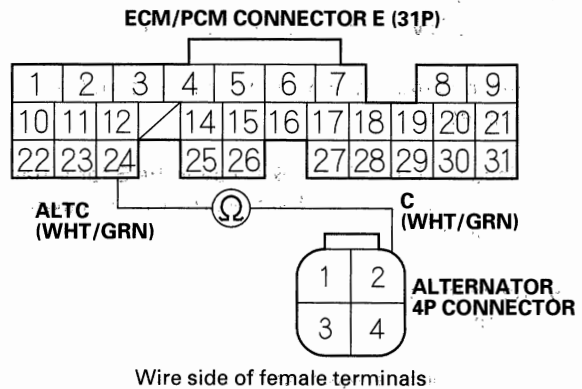 ECM/PCM CONNECTOR E (31P)
1 2 3 4 5 6 7 8 9
10 11 12 14 15 16 17 18 19 20 21
22 23 24 25 26 27 28 29 30 31
ALTC
(WHT/GRN)
Ω
C
(WHT/GRN)
1 2
3 4
ALTERNATOR
4P CONNECTOR
Wire side of female terminals